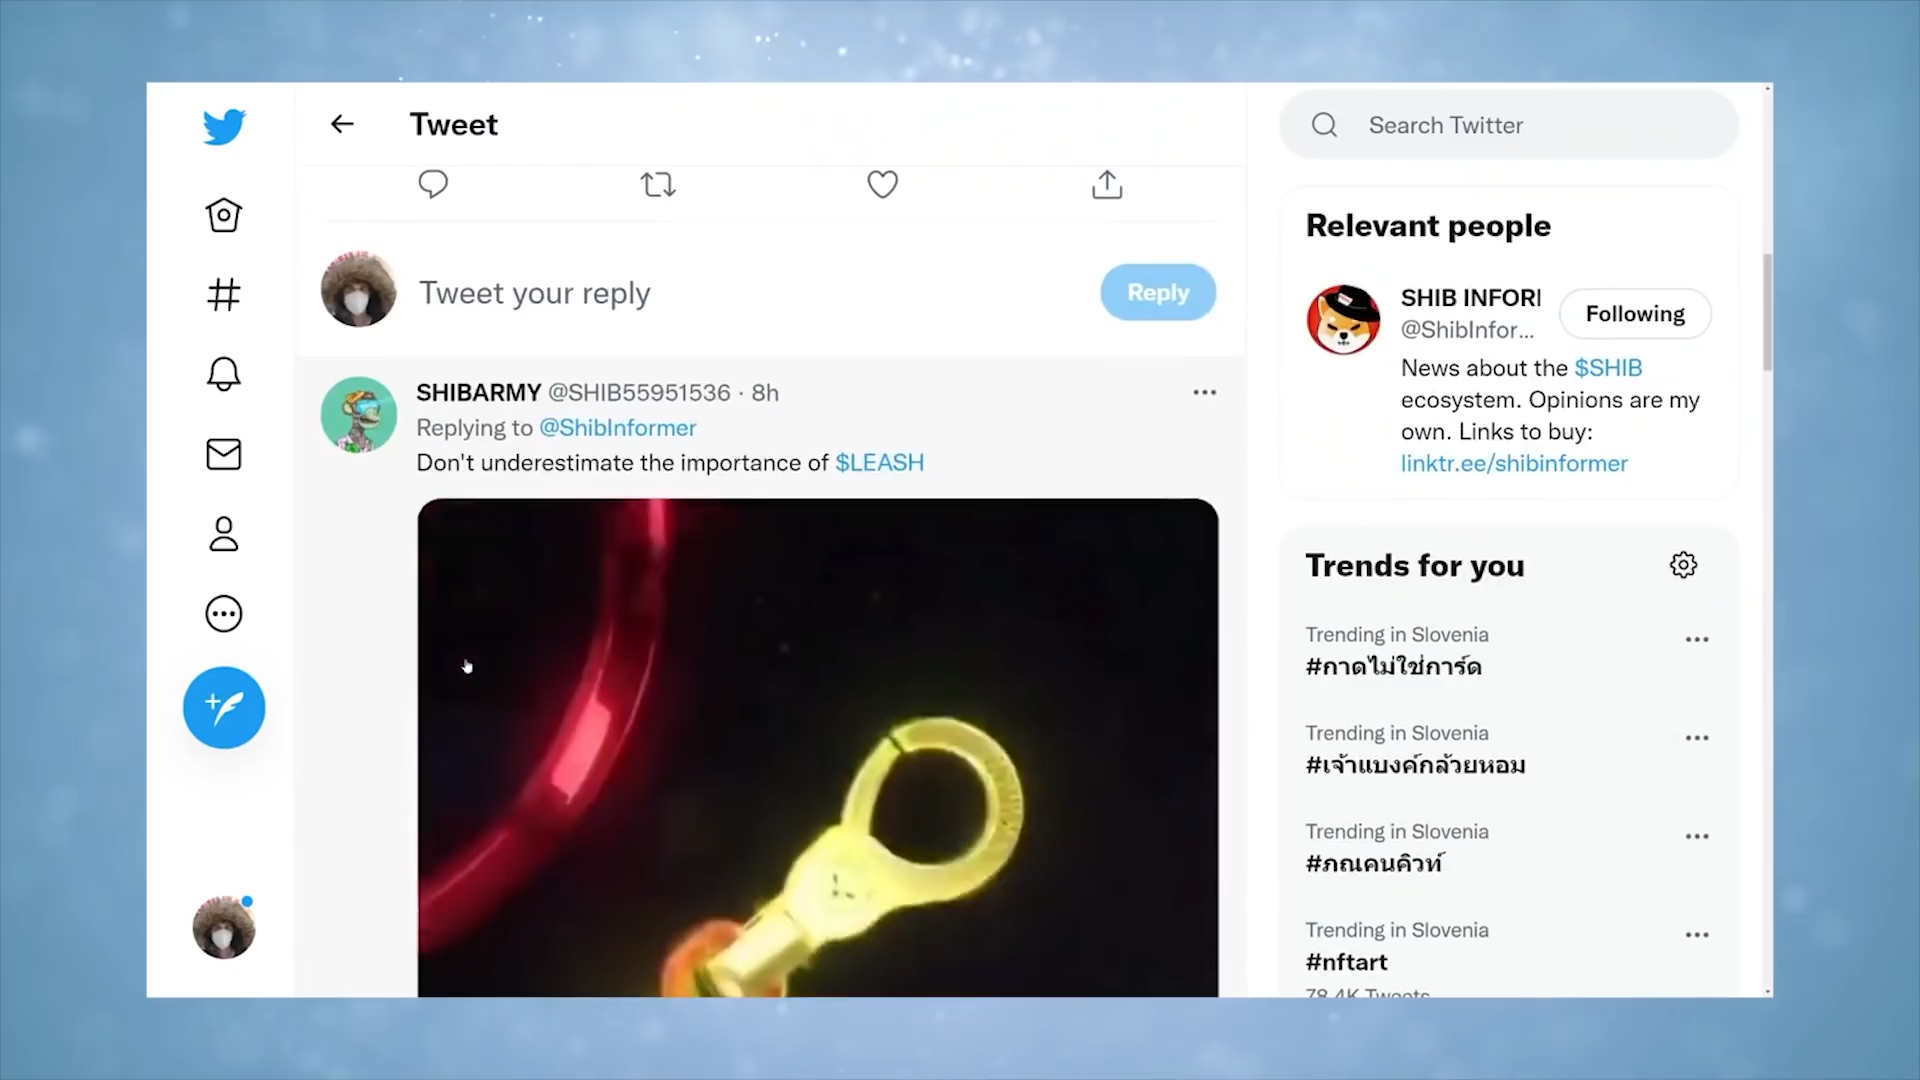 Tweet
Search Twitter
Relevant people
Tweet your reply
Reply
SHIB INFOR
@ShibInfor...
Following
News about the $SHIB
ecosystem. Opinions are my
own. Links to buy:
linktr.ee/shibinformer
SHIBARMY @SHIB55951536 · 8h
Replying to @ShibInformer
Don't underestimate the importance of $LEASH
Trends for you
Trending in Slovenia
#กาดไม่ใช่การ์ด
Trending in Slovenia
#เจ้าแบงค์กล้วยหอม
Trending in Slovenia
#ภณคนคิวท์
Trending in Slovenia
#nftart
78.4K Tweets